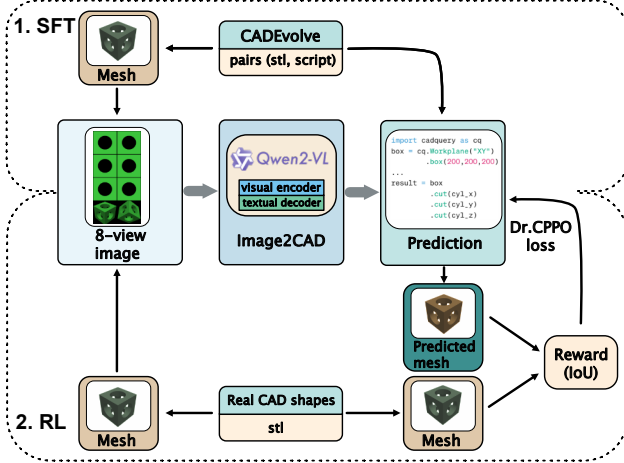 1. SFT
Mesh
CADEvolve
pairs (stl, script)
8-view
image
Qwen2-VL
visual encoder
textual decoder
Image2CAD
import cadquery as cq
box = cq.Workplane("XY")
.box(200,200,200)
...
result = box
.cut(cyl_x)
.cut(cyl_y)
.cut(cyl_z)
Prediction
Dr.CPPO
loss
Predicted
mesh
Reward
(IoU)
2. RL
Mesh
Real CAD shapes
stl
Mesh